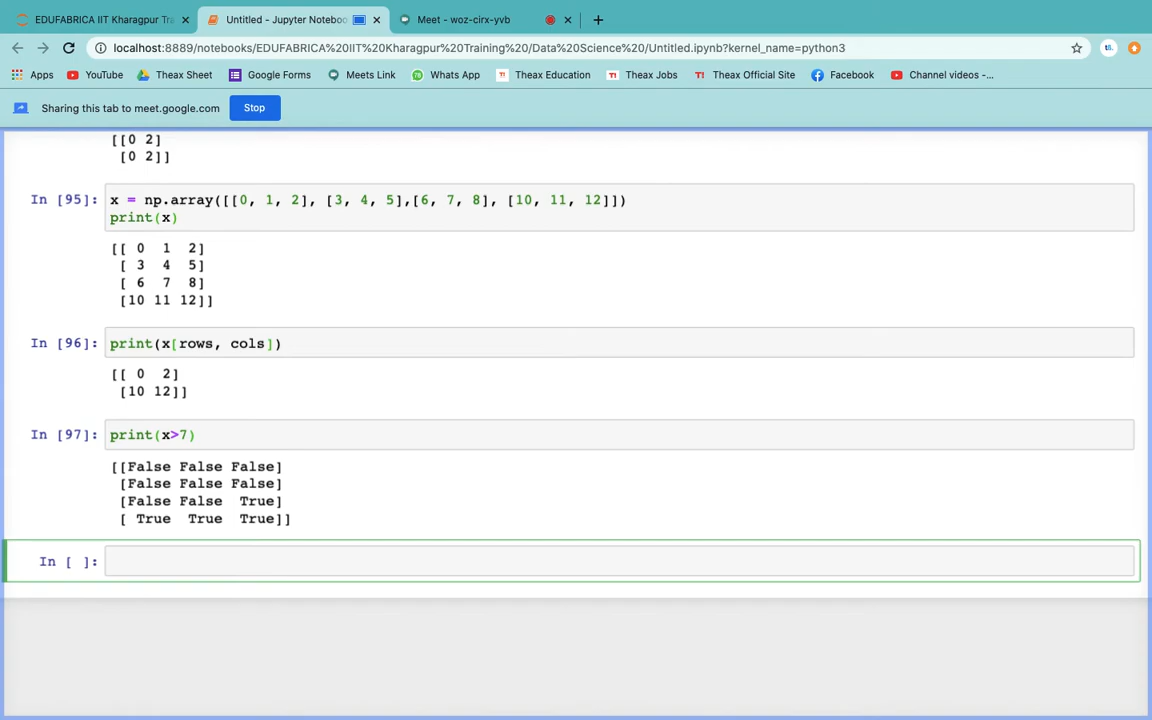 EDUFABRICA IIT Kharagpur Tra
Untitled - Jupyter Noteboo
Meet - woz-cirx-yvb
localhost:8889/notebooks/EDUFABRICA%20IIT%20Kharagpur%20Training%20/Data%20Science%20/Untitled.ipynb?kernel_name=python3
Apps YouTube Theax Sheet Google Forms Meets Link Whats App Theax Education Theax Jobs Theax Official Site Facebook Channel videos -...
Sharing this tab to meet.google.com Stop
[[0 2]
[0 2]]
In [95]: x = np.array([[0, 1, 2], [3, 4, 5],[6, 7, 8], [10, 11, 12]])
print(x)
[[ 0 1 2]
[ 3 4 5]
[ 6 7 8]
[10 11 12]]
In [96]: print(x[rows, cols])
[[ 0 2]
[10 12]]
In [97]: print(x>7)
[[False False False]
[False False False]
[False False True]
[ True True True]]
In [ ]: